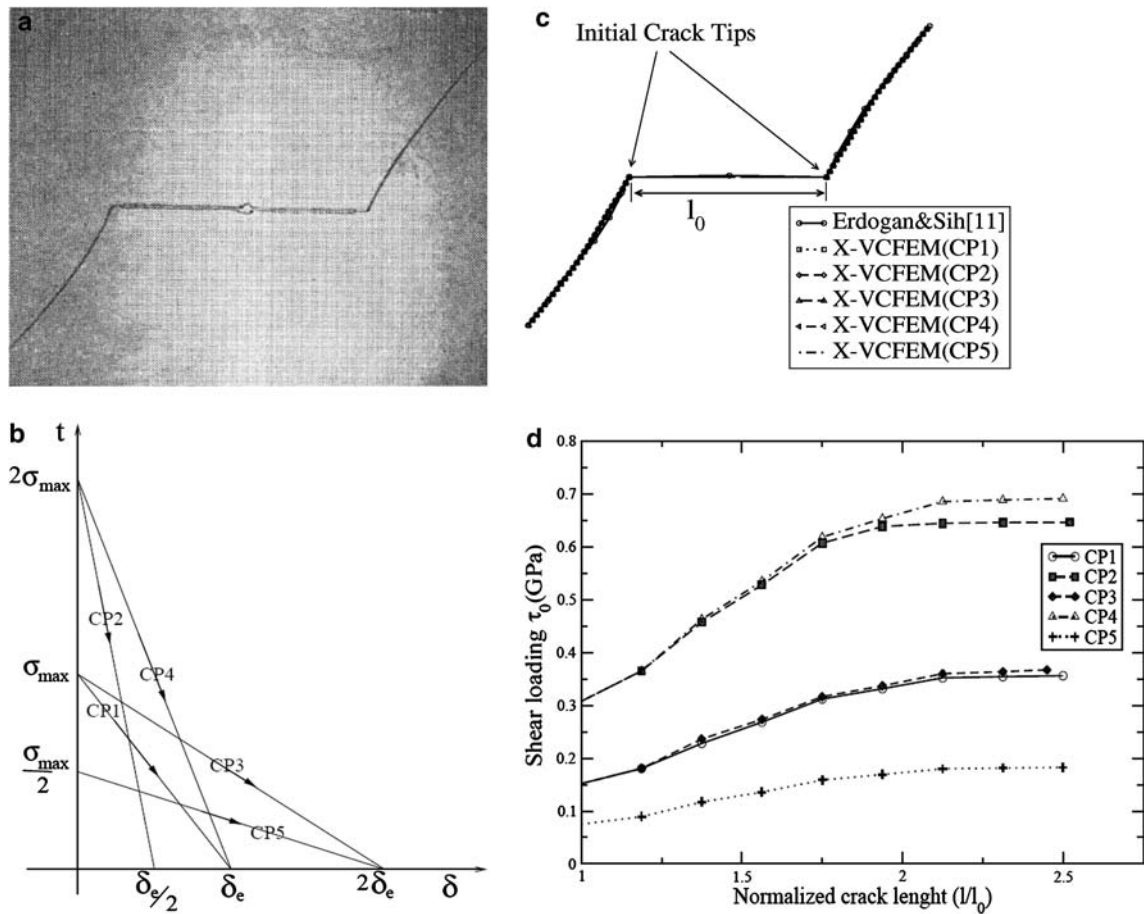 a
c
Initial Crack Tips
l₀
Erdogan&Sih[11]
X-VCFEM(CP1)
X-VCFEM(CP2)
X-VCFEM(CP3)
X-VCFEM(CP4)
X-VCFEM(CP5)
b
t
2σmax
σmax
σmax/2
CP2
CP4
CP1
CP3
CP5
δe/2
δe
2δe
δ
d
0.8
0.7
0.6
0.5
0.4
0.3
0.2
0.1
0
Shear loading τ₀(GPa)
CP1
CP2
CP3
CP4
CP5
1
1.5
2
2.5
Normalized crack lenght (l/l₀)